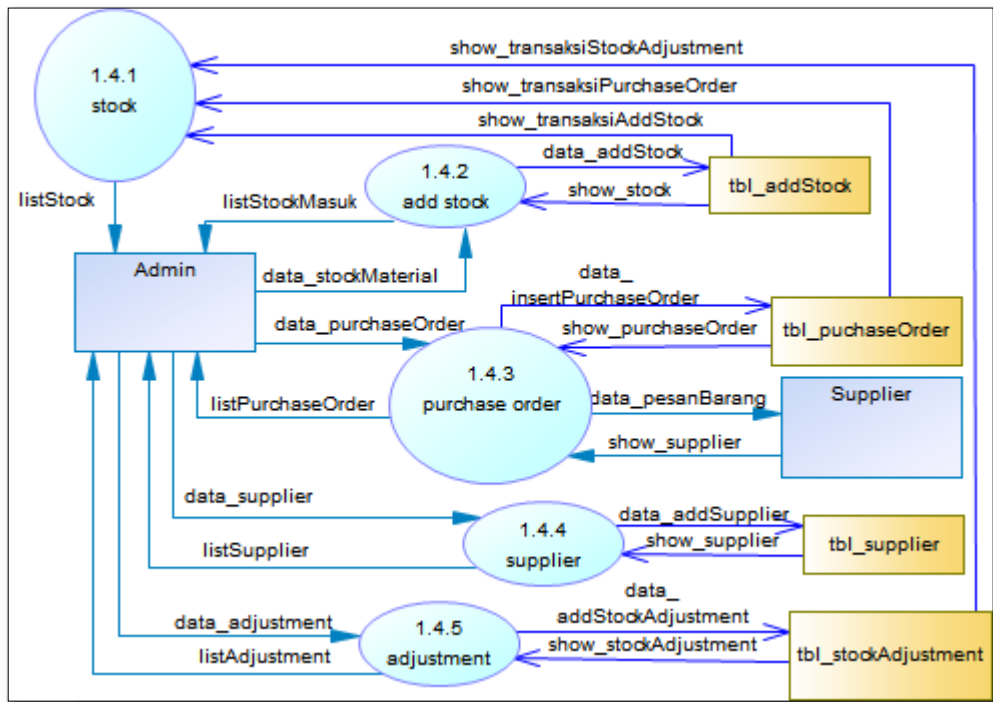 show_transaksiStockAdjustment
1.4.1
stock
show_transaksiPurchaseOrder
show_transaksiAddStock
data_addStock
1.4.2
add stock
tbl_addStock
show_stock
listStock
listStockMasuk
Admin
data_stockMaterial
data_
insertPurchaseOrder
data_purchaseOrder
show_purchaseOrder
tbl_puchaseOrder
1.4.3
purchase order
listPurchaseOrder
data_pesanBarang
Supplier
show_supplier
data_supplier
data_addSupplier
1.4.4
supplier
show_supplier
tbl_supplier
listSupplier
data_
addStockAdjustment
data_adjustment
1.4.5
adjustment
show_stockAdjustment
tbl_stockAdjustment
listAdjustment